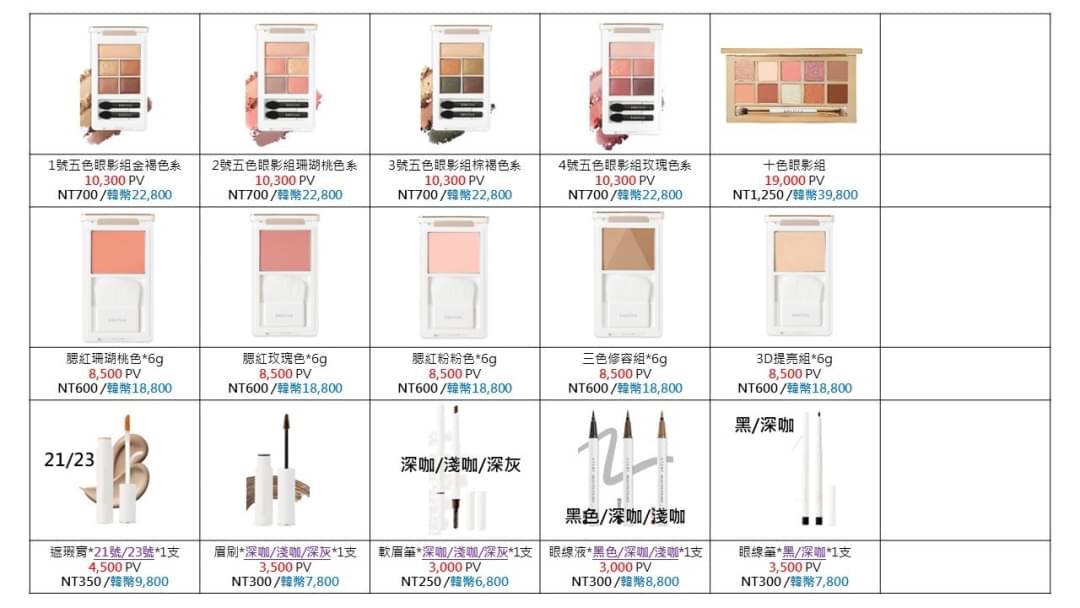 1號五色眼影組金褐色系
10,300 PV
NT700 /韓幣22,800
2號五色眼影組珊瑚桃色系
10,300 PV
NT700 /韓幣22,800
3號五色眼影組棕褐色系
10,300 PV
NT700 /韓幣22,800
4號五色眼影組玫瑰色系
10,300 PV
NT700 /韓幣22,800
十色眼影組
19,000 PV
NT1,250 /韓幣39,800
腮紅珊瑚桃色*6g
8,500 PV
NT600 /韓幣18,800
腮紅玫瑰色*6g
8,500 PV
NT600 /韓幣18,800
腮紅粉粉色*6g
8,500 PV
NT600 /韓幣18,800
三色修容組*6g
8,500 PV
NT600 /韓幣18,800
3D提亮組*6g
8,500 PV
NT600 /韓幣18,800
21/23
深咖/淺咖/深灰
黑色/深咖/淺咖
黑/深咖
遮瑕膏*21號/23號*1支
4,500 PV
NT350 /韓幣9,800
眉刷*深咖/淺咖/深灰*1支
3,500 PV
NT300 /韓幣7,800
軟眉筆*深咖/淺咖/深灰*1支
3,000 PV
NT250 /韓幣6,800
眼線液*黑色/深咖/淺咖*1支
3,000 PV
NT300 /韓幣8,800
眼線筆*黑/深咖*1支
3,500 PV
NT300 /韓幣7,800